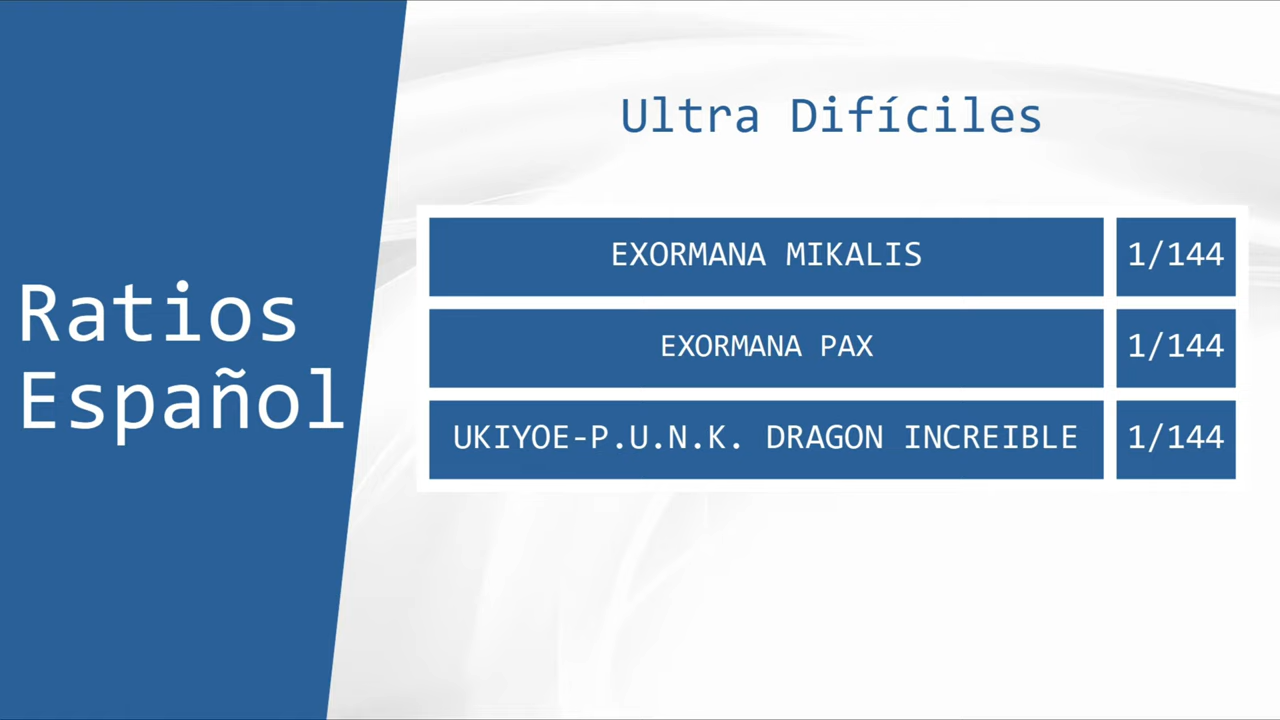 Ratios
Español
Ultra Difíciles
EXORMANA MIKALIS 1/144
EXORMANA PAX 1/144
UKIYOE-P.U.N.K. DRAGON INCREIBLE 1/144